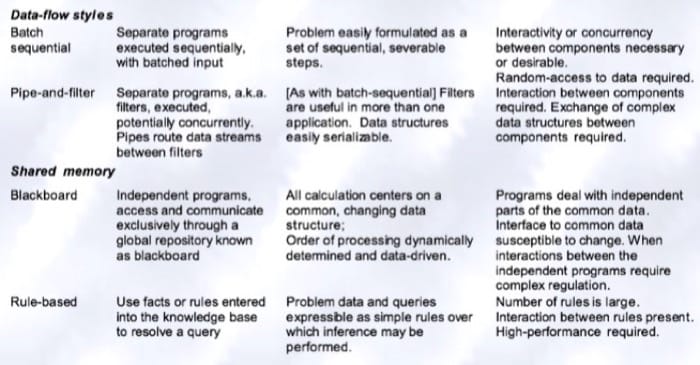 Data-flow styles
Batch
sequential
Separate programs
executed sequentially,
with batched input
Problem easily formulated as a
set of sequential, severable
steps.
Interactivity or concurrency
between components necessary
or desirable.
Random-access to data required.
Pipe-and-filter
Separate programs, a.k.a.
filters, executed,
potentially concurrently.
Pipes route data streams
between filters
[As with batch-sequential] Filters
are useful in more than one
application. Data structures
easily serializable.
Interaction between components
required. Exchange of complex
data structures between
components required.
Shared memory
Blackboard
Independent programs,
access and communicate
exclusively through a
global repository known
as blackboard
All calculation centers on a
common, changing data
structure;
Order of processing dynamically
determined and data-driven.
Programs deal with independent
parts of the common data.
Interface to common data
susceptible to change. When
interactions between the
independent programs require
complex regulation.
Rule-based
Use facts or rules entered
into the knowledge base
to resolve a query
Problem data and queries
expressible as simple rules over
which inference may be
performed.
Number of rules is large.
Interaction between rules present.
High-performance required.